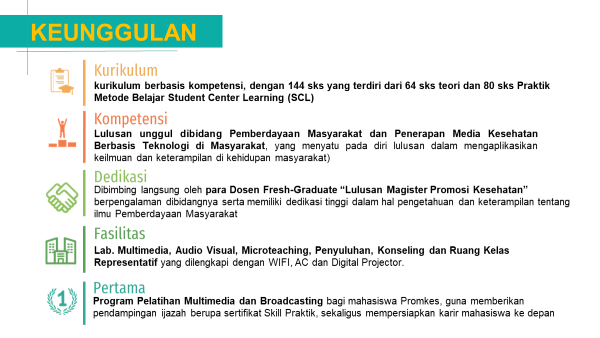 KEUNGGULAN
Kurikulum
kurikulum berbasis kompetensi, dengan 144 sks yang terdiri dari 64 sks teori dan 80 sks Praktik
Metode Belajar Student Center Learning (SCL)
Kompetensi
Lulusan unggul dibidang Pemberdayaan Masyarakat dan Penerapan Media Kesehatan
Berbasis Teknologi di Masyarakat, yang menyatu pada diri lulusan dalam mengaplikasikan
keilmuan dan keterampilan di kehidupan masyarakat)
Dedikasi
Dibimbing langsung oleh para Dosen Fresh-Graduate “Lulusan Magister Promosi Kesehatan”
berpengalaman dibidangnya serta memiliki dedikasi tinggi dalam hal pengetahuan dan keterampilan tentang
ilmu Pemberdayaan Masyarakat
Fasilitas
Lab. Multimedia, Audio Visual, Microteaching, Penyuluhan, Konseling dan Ruang Kelas
Representatif yang dilengkapi dengan WIFI, AC dan Digital Projector.
1
Pertama
Program Pelatihan Multimedia dan Broadcasting bagi mahasiswa Promkes, guna memberikan
pendampingan ijazah berupa sertifikat Skill Praktik, sekaligus mempersiapkan karir mahasiswa ke depan